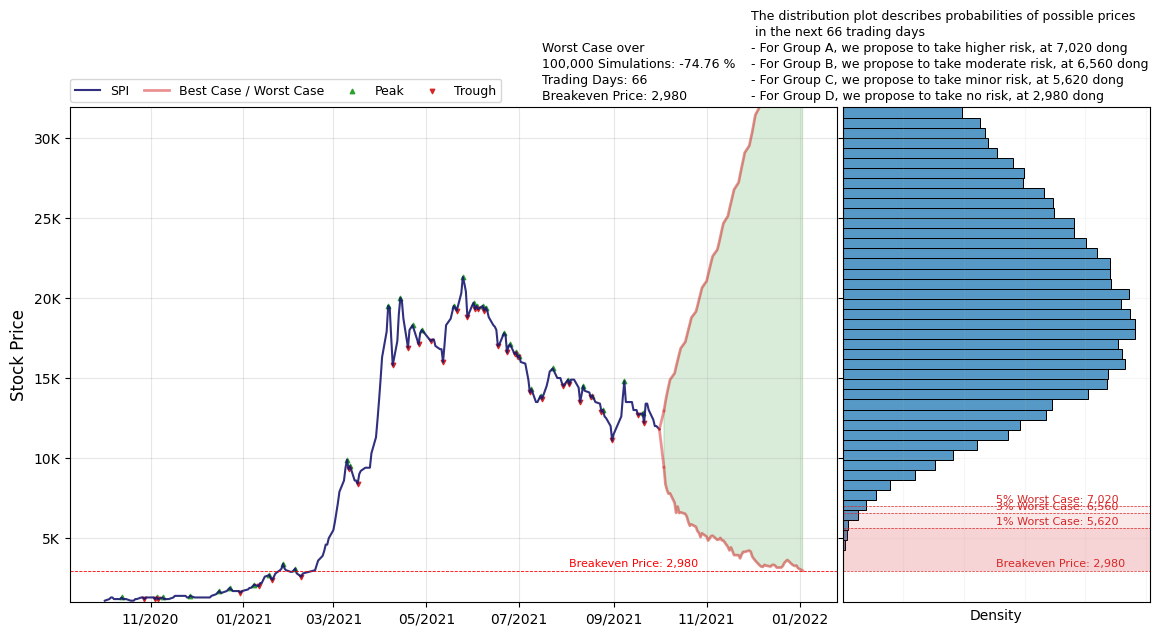 The distribution plot describes probabilities of possible prices
in the next 66 trading days
- For Group A, we propose to take higher risk, at 7,020 dong
- For Group B, we propose to take moderate risk, at 6,560 dong
- For Group C, we propose to take minor risk, at 5,620 dong
- For Group D, we propose to take no risk, at 2,980 dong
Worst Case over
100,000 Simulations: -74.76 %
Trading Days: 66
Breakeven Price: 2,980
SPI
Best Case / Worst Case
Peak
Trough
Stock Price
30K
25K
20K
15K
10K
5K
Breakeven Price: 2,980
11/2020
01/2021
03/2021
05/2021
07/2021
09/2021
11/2021
01/2022
5% Worst Case: 7,020
3% Worst Case: 6,560
1% Worst Case: 5,620
Breakeven Price: 2,980
Density